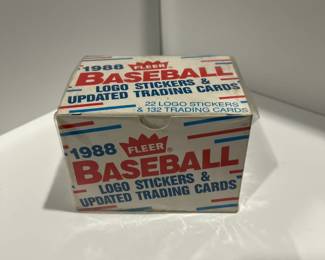 1988 FLEER
BASEBALL
LOGO STICKERS &
UPDATED TRADING CARDS
22 LOGO STICKERS
& 132 TRADING CARDS
1988 FLEER
BASEBALL
LOGO STICKERS &
UPDATED TRADING CARDS